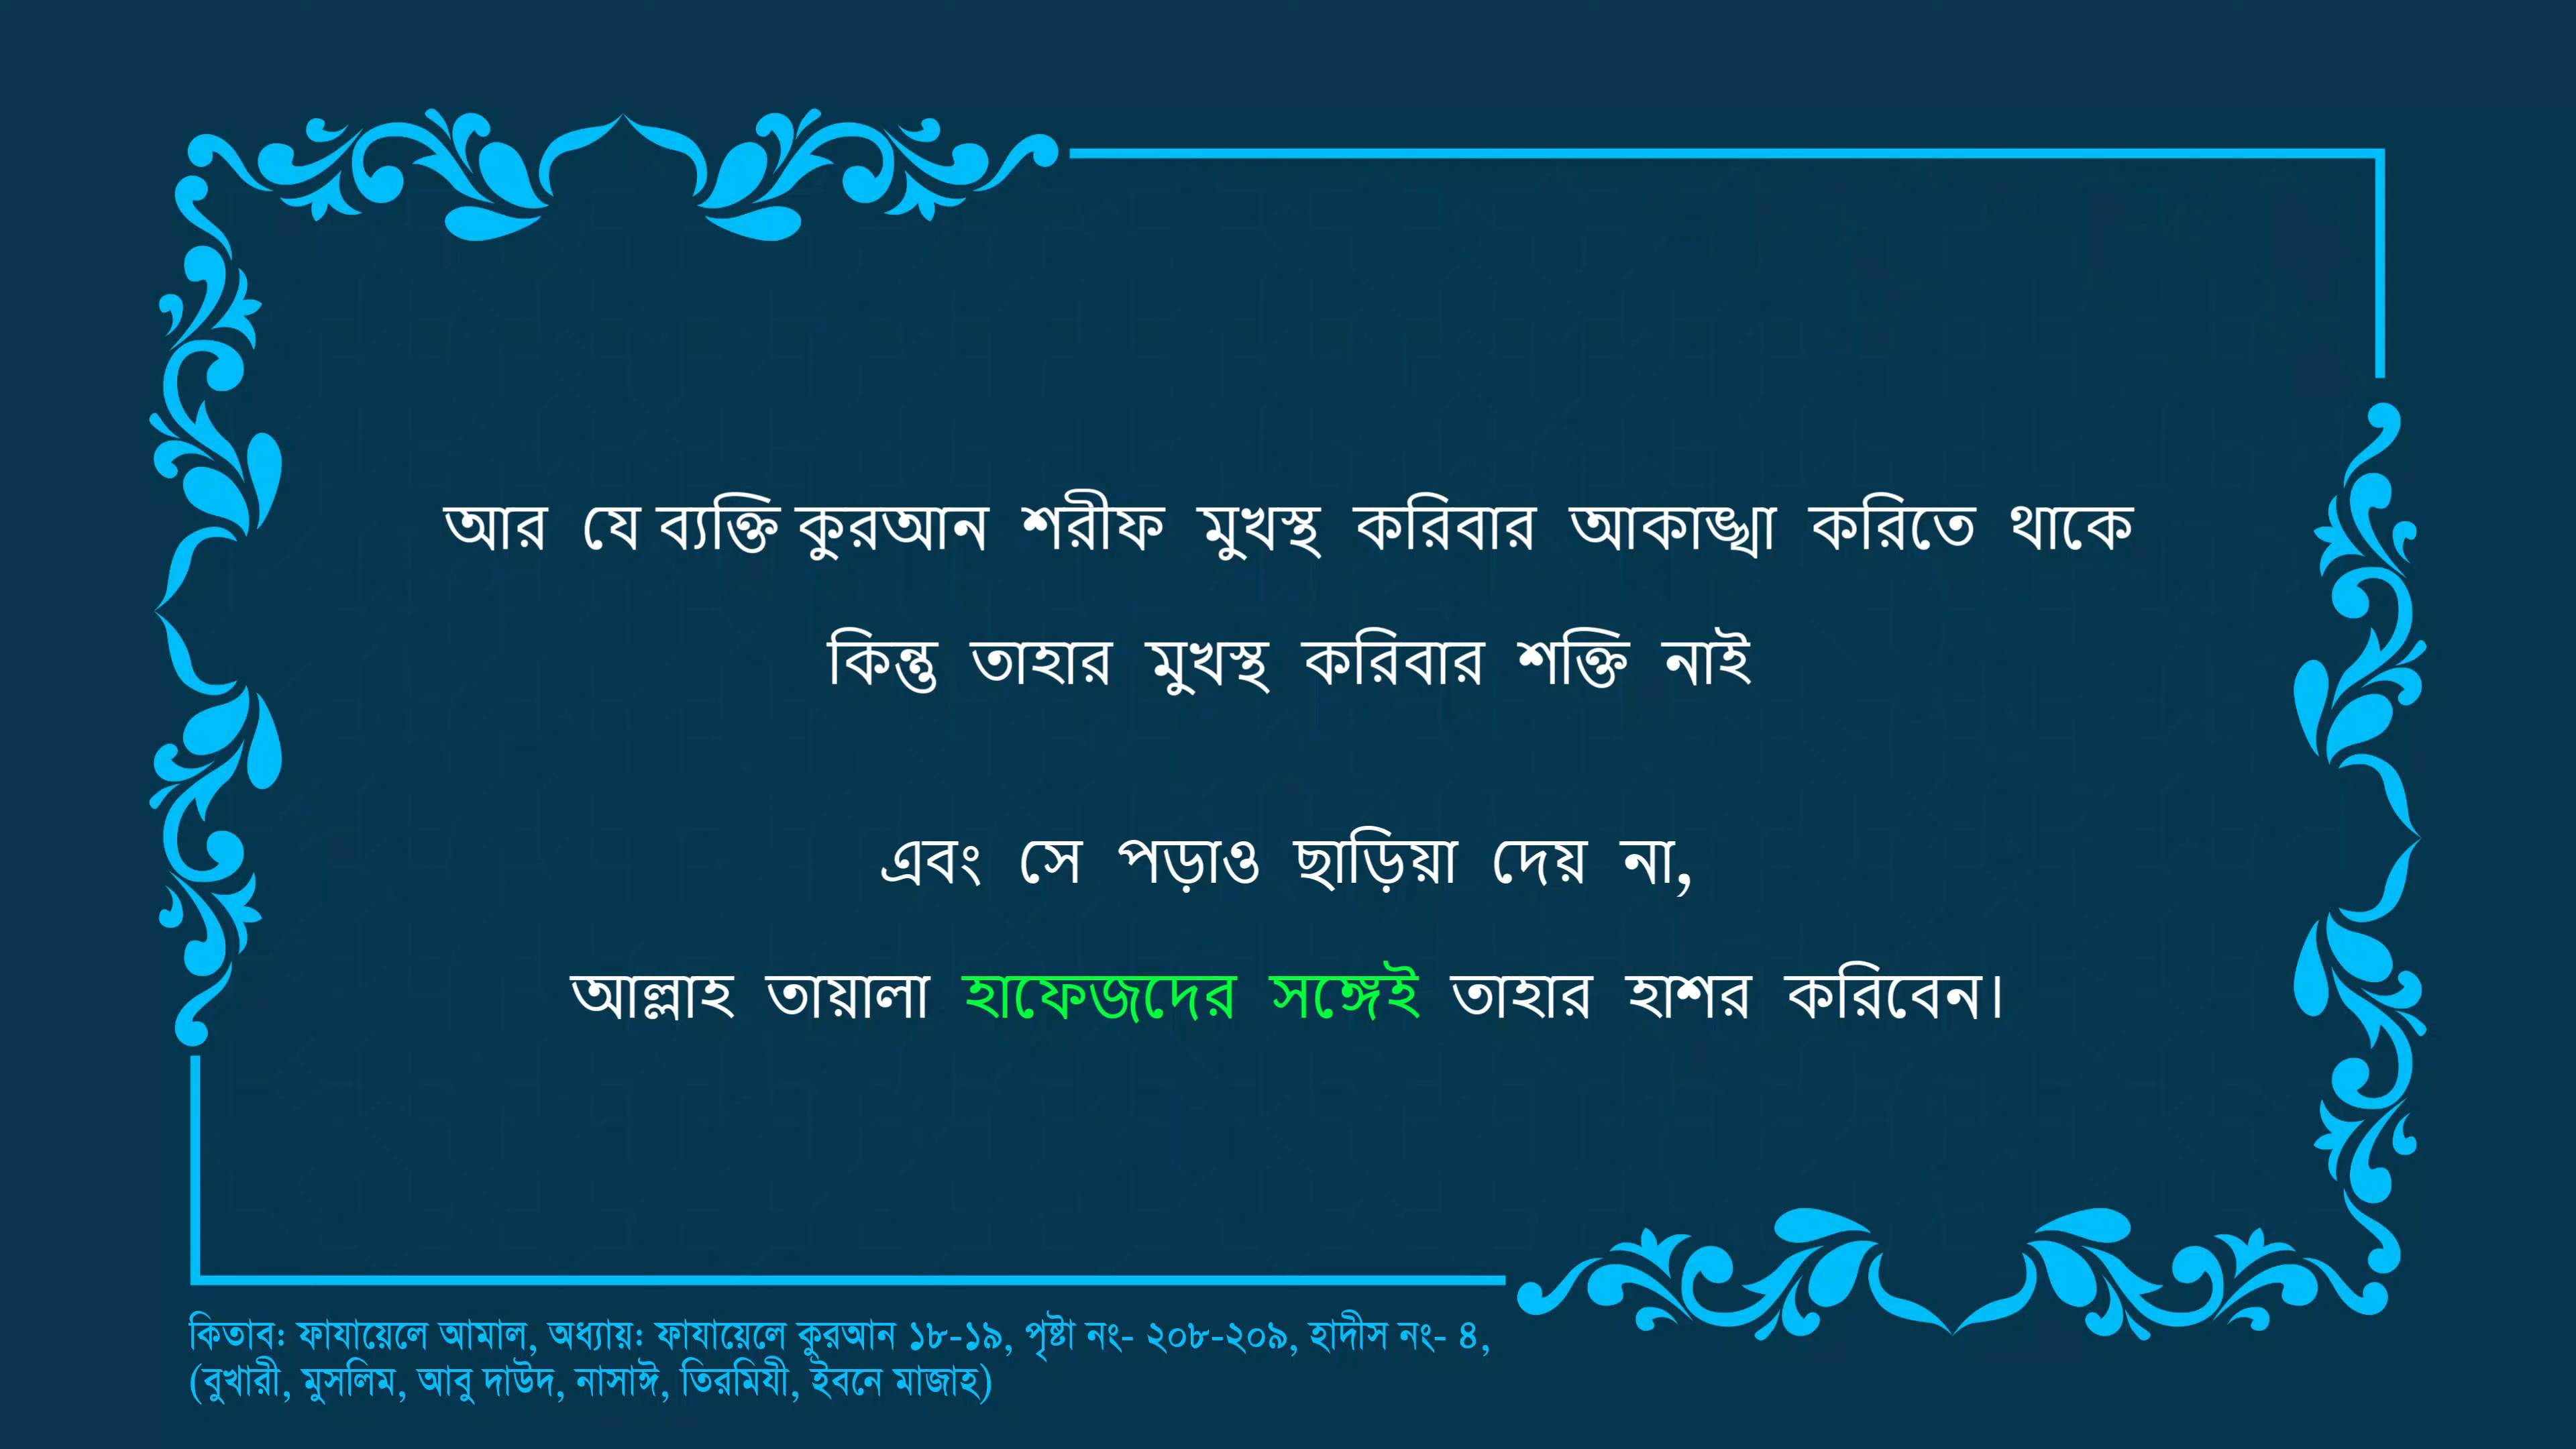 আর যে ব্যক্তি কুরআন শরীফ মুখস্থ করিবার আকাঙ্খা করিতে থাকে
কিন্তু তাহার মুখস্থ করিবার শক্তি নাই
এবং সে পড়াও ছাড়িয়া দেয় না,
আল্লাহ তায়ালা হাফেজদের সঙ্গেই তাহার হাশর করিবেন।
কিতাব: ফাযায়েলে আমাল, অধ্যায়: ফাযায়েলে কুরআন ১৮-১৯, পৃষ্টা নং- ২০৮-২০৯, হাদীস নং- ৪,
(বুখারী, মুসলিম, আবু দাউদ, নাসাঈ, তিরমিযী, ইবনে মাজাহ)